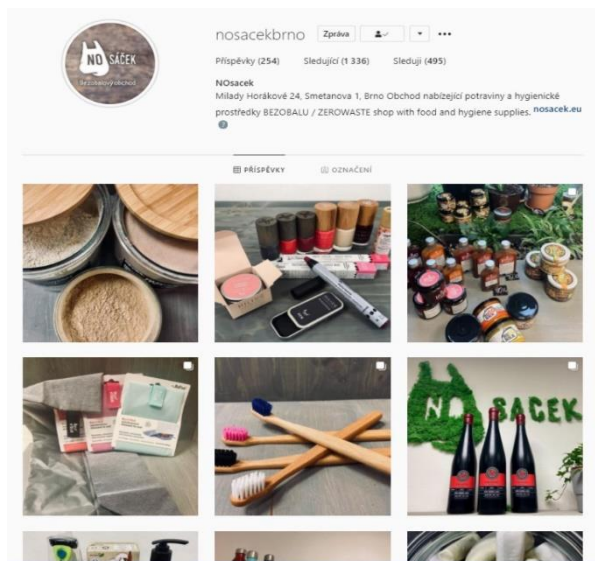 NO SÁČEK
Bezobalový obchod
nosacekbrno
Zpráva
Příspěvky (254) Sledující (1 336) Sleduji (495)
NOsacek
Milady Horákové 24, Smetanova 1, Brno Obchod nabízející potraviny a hygienické
prostředky BEZOBALU / ZEROWASTE shop with food and hygiene supplies. nosacek.eu
PŘÍSPĚVKY OZNAČENÍ
NO SACEK